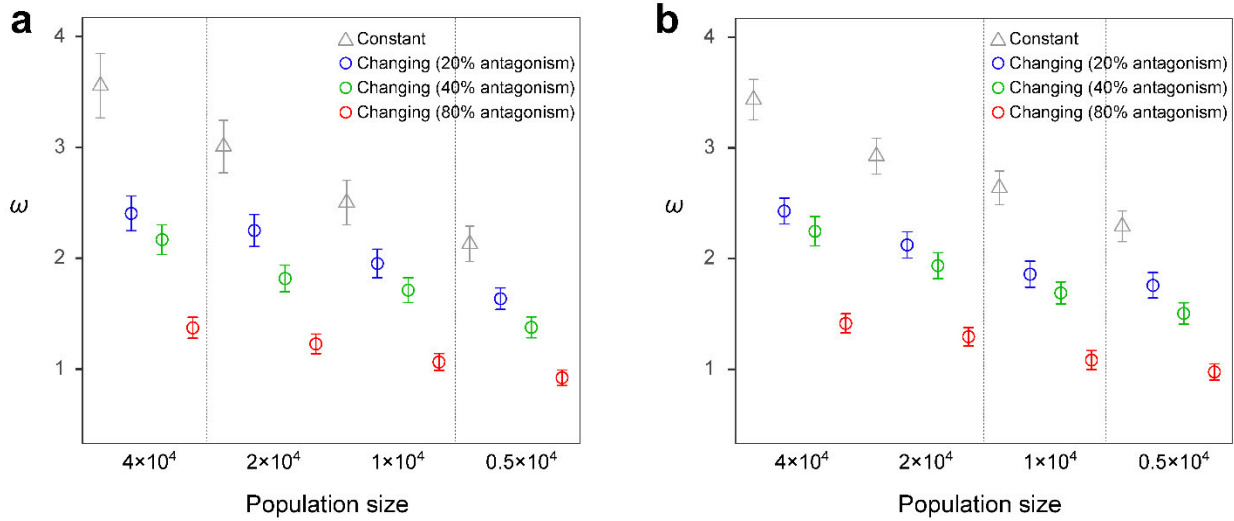 a
4
3
2
1
ω
Constant
Changing (20% antagonism)
Changing (40% antagonism)
Changing (80% antagonism)
4×10⁴ 2×10⁴ 1×10⁴ 0.5×10⁴
Population size
b
4
3
2
1
ω
Constant
Changing (20% antagonism)
Changing (40% antagonism)
Changing (80% antagonism)
4×10⁴ 2×10⁴ 1×10⁴ 0.5×10⁴
Population size